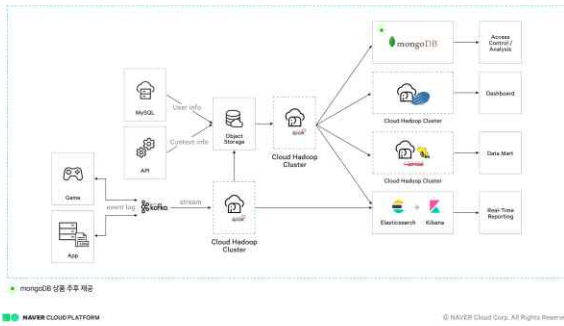 mongoDB
Access
Control /
Analysis
MySQL
User info
Object
Storage
Cloud Hadoop
Cluster
Cloud Hadoop Cluster
Dashboard
API
Context info
Cloud Hadoop Cluster
Data Mart
Game
event log
kafka
stream
App
Cloud Hadoop
Cluster
Elasticsearch
+
Kibana
Real-Time
Reporting
mongoDB 상품 추후 제공
NAVER CLOUD PLATFORM
© NAVER Cloud Corp. All Rights Reserve